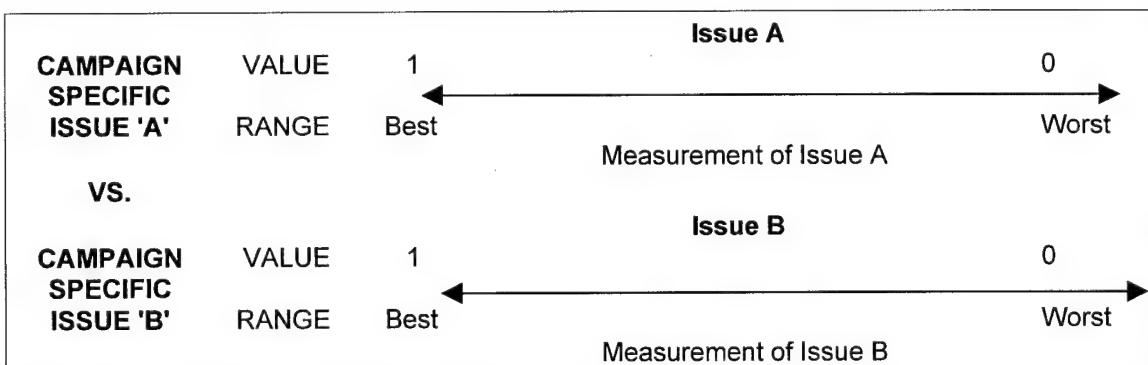 Issue A
CAMPAIGN VALUE 1 0
SPECIFIC
ISSUE 'A' RANGE Best Worst
Measurement of Issue A
VS.
Issue B
CAMPAIGN VALUE 1 0
SPECIFIC
ISSUE 'B' RANGE Best Worst
Measurement of Issue B